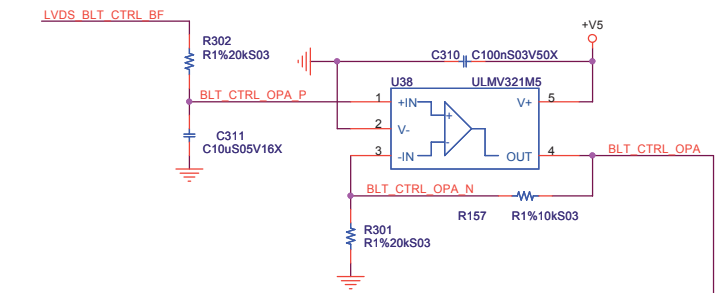 LVDS_BLT_CTRL_BF
+V5
R302
R1%20kS03
C310 C100nS03V50X
U38 ULMV321M5
BLT_CTRL_OPA_P
1 +IN V+ 5
+
2 V-
-
C311
C10uS05V16X
3 -IN OUT 4
BLT_CTRL_OPA
BLT_CTRL_OPA_N
R157 R1%10kS03
R301
R1%20kS03